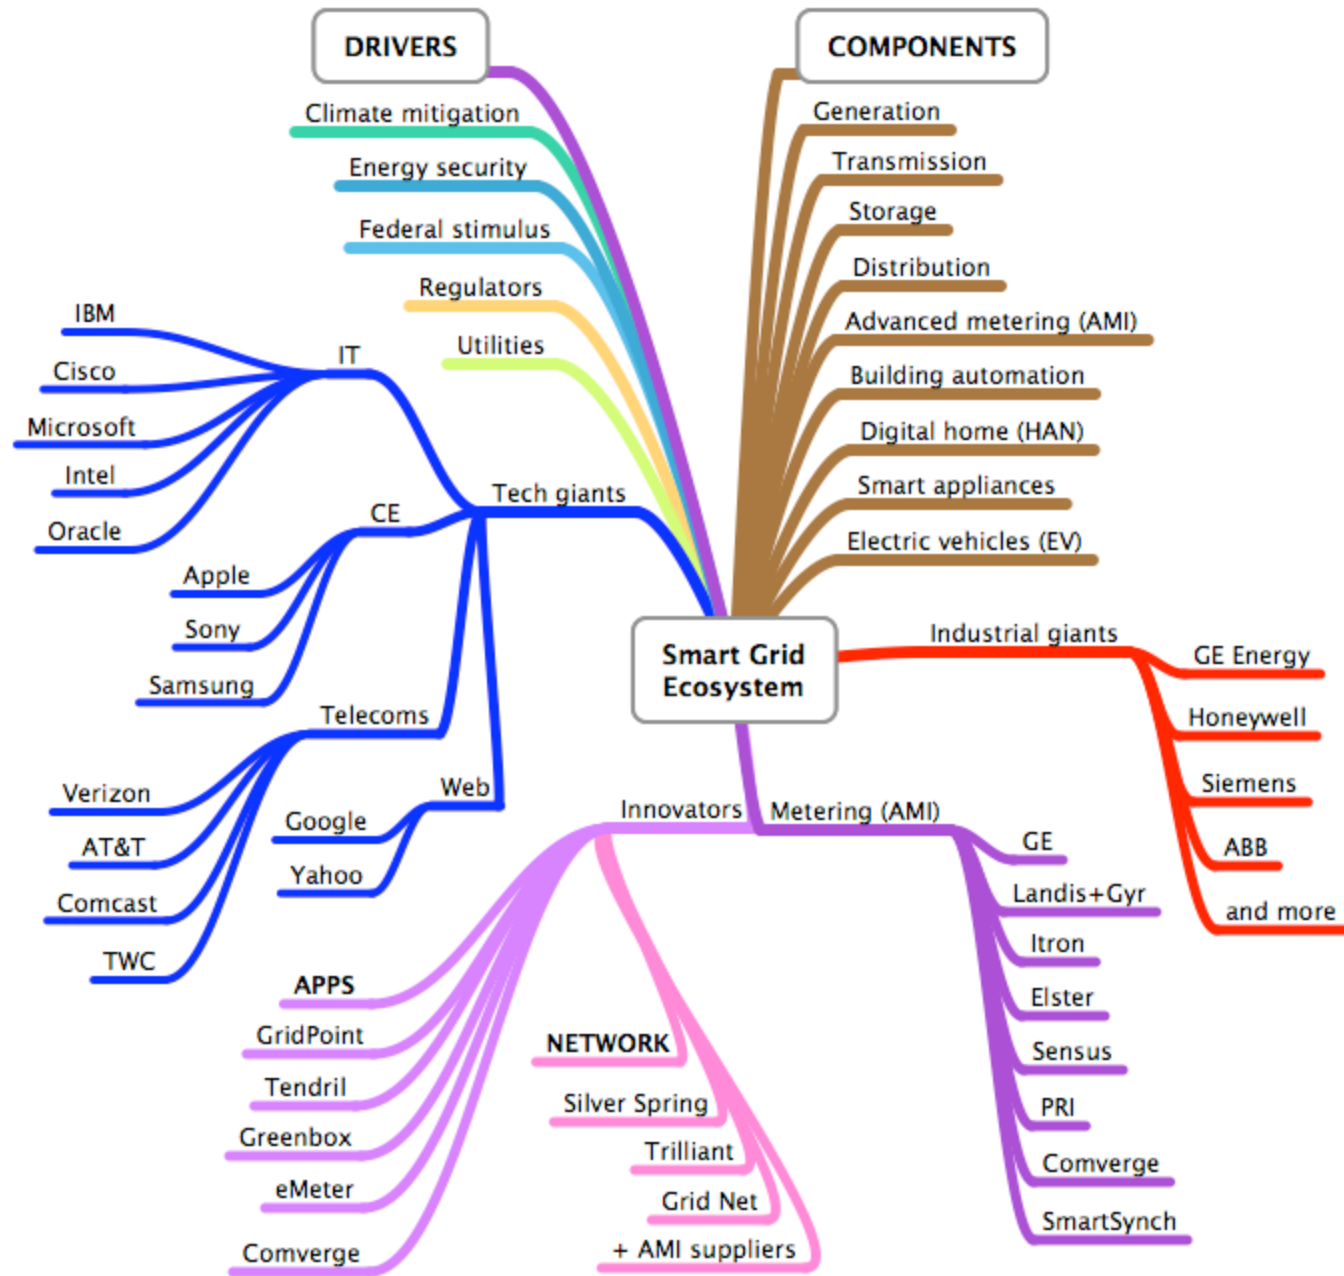 DRIVERS
Climate mitigation
Energy security
Federal stimulus
Regulators
Utilities
COMPONENTS
Generation
Transmission
Storage
Distribution
Advanced metering (AMI)
Building automation
Digital home (HAN)
Smart appliances
Electric vehicles (EV)
Smart Grid
Ecosystem
Tech giants
IT
IBM
Cisco
Microsoft
Intel
Oracle
CE
Apple
Sony
Samsung
Telecoms
Verizon
AT&T
Comcast
TWC
Web
Google
Yahoo
Industrial giants
GE Energy
Honeywell
Siemens
ABB
and more
Innovators
APPS
GridPoint
Tendril
Greenbox
eMeter
Comverge
NETWORK
Silver Spring
Trilliant
Grid Net
+ AMI suppliers
Metering (AMI)
GE
Landis+Gyr
Itron
Elster
Sensus
PRI
Comverge
SmartSynch